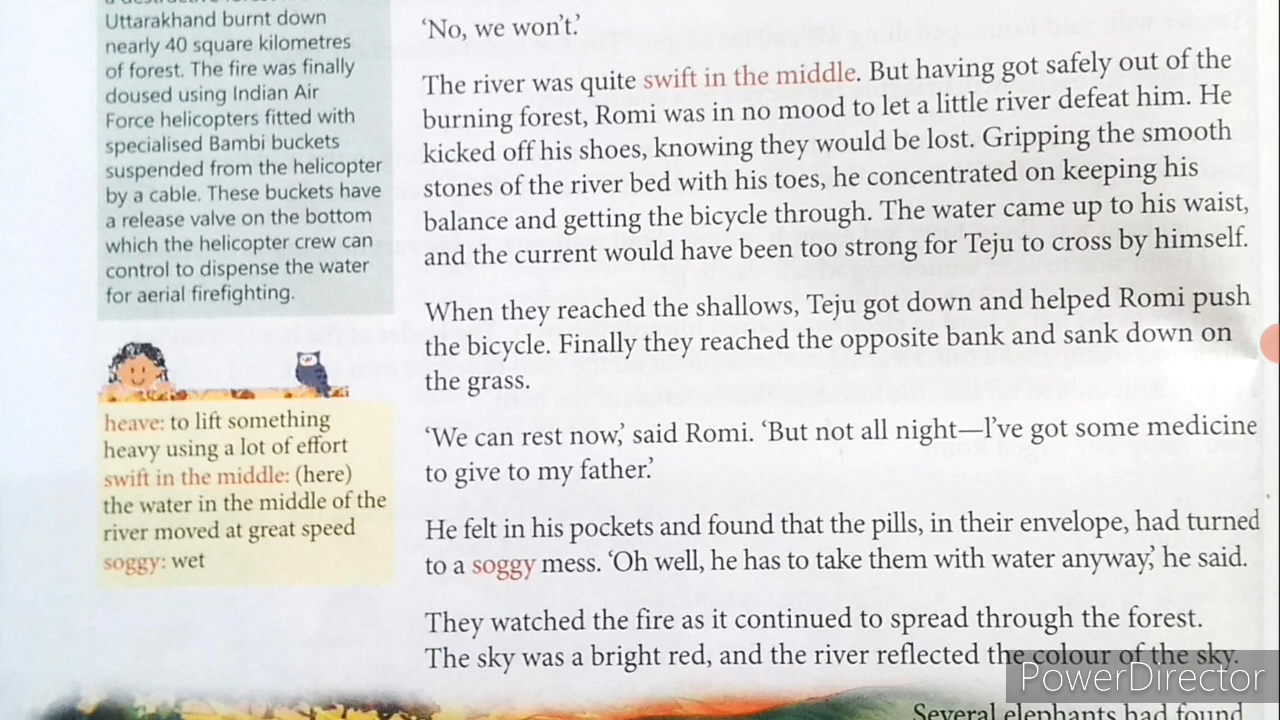 Uttarakhand burnt down
nearly 40 square kilometres
of forest. The fire was finally
doused using Indian Air
Force helicopters fitted with
specialised Bambi buckets
suspended from the helicopter
by a cable. These buckets have
a release valve on the bottom
which the helicopter crew can
control to dispense the water
for aerial firefighting.
heave: to lift something
heavy using a lot of effort
swift in the middle: (here)
the water in the middle of the
river moved at great speed
soggy: wet
‘No, we won’t.’
The river was quite swift in the middle. But having got safely out of the
burning forest, Romi was in no mood to let a little river defeat him. He
kicked off his shoes, knowing they would be lost. Gripping the smooth
stones of the river bed with his toes, he concentrated on keeping his
balance and getting the bicycle through. The water came up to his waist,
and the current would have been too strong for Teju to cross by himself.
When they reached the shallows, Teju got down and helped Romi push
the bicycle. Finally they reached the opposite bank and sank down on
the grass.
‘We can rest now,’ said Romi. ‘But not all night—I’ve got some medicine
to give to my father.’
He felt in his pockets and found that the pills, in their envelope, had turned
to a soggy mess. ‘Oh well, he has to take them with water anyway,’ he said.
They watched the fire as it continued to spread through the forest.
The sky was a bright red, and the river reflected the colour of the sky.
Several elephants had found
PowerDirector